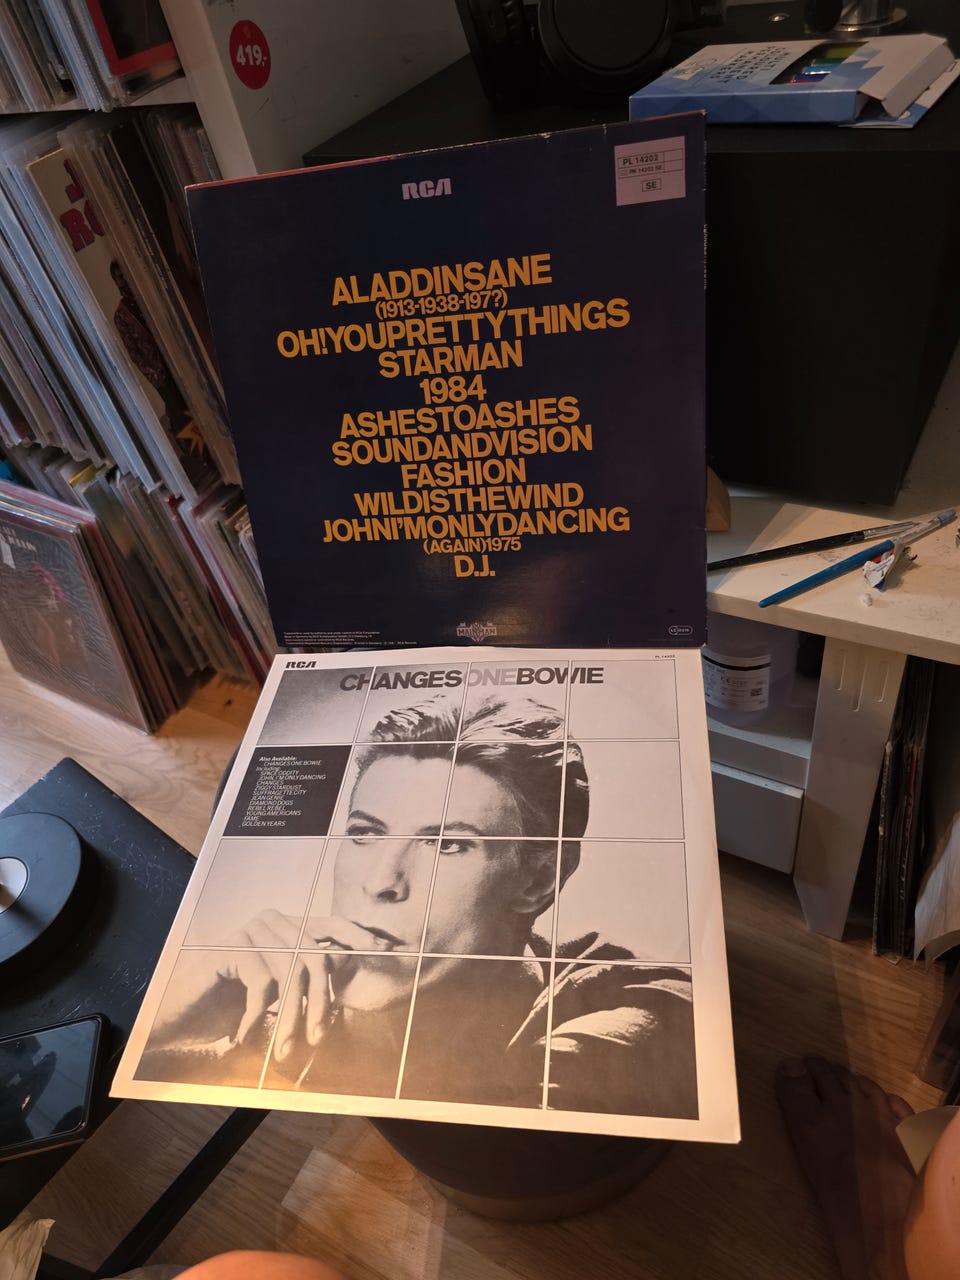 419,-
RCA
PL 14202
PK 14202 SE
SE
ALADDINSANE
(1913-1938-197?)
OH!YOUPRETTYTHINGS
STARMAN
1984
ASHESTOASHES
SOUNDANDVISION
FASHION
WILDISTHEWIND
JOHNI'MONLYDANCING
(AGAIN)1975
D.J.
MAINMAN
RCA
PL 14202
CHANGESONEBOWIE
Also Available:
CHANGESONEBOWIE
Including:
SPACE ODDITY
JOHN, I'M ONLY DANCING
CHANGES
ZIGGY STARDUST
SUFFRAGETTE CITY
JEAN GENIE
DIAMOND DOGS
REBEL REBEL
YOUNG AMERICANS
FAME
GOLDEN YEARS